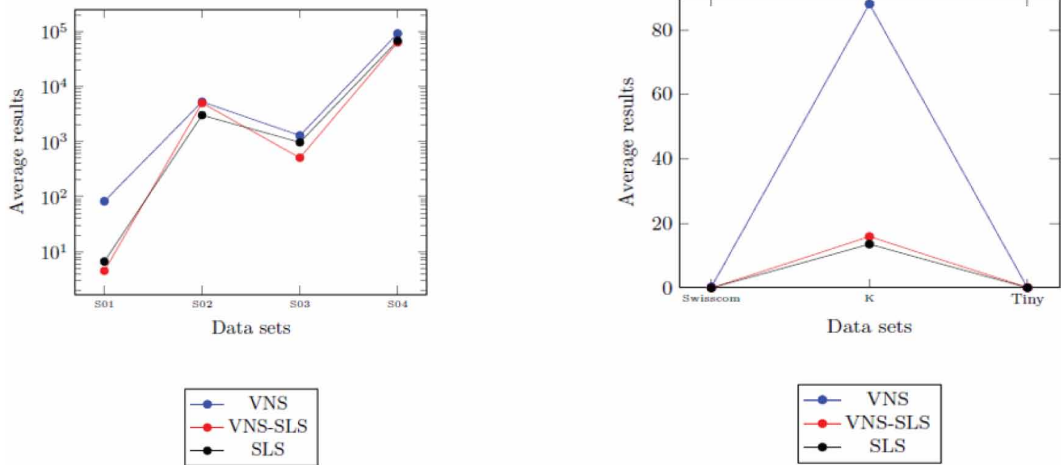 10^5
10^4
10^3
10^2
10^1
Average results
S01 S02 S03 S04
Data sets
VNS
VNS-SLS
SLS
80
60
40
20
0
Average results
Swisscom K Tiny
Data sets
VNS
VNS-SLS
SLS